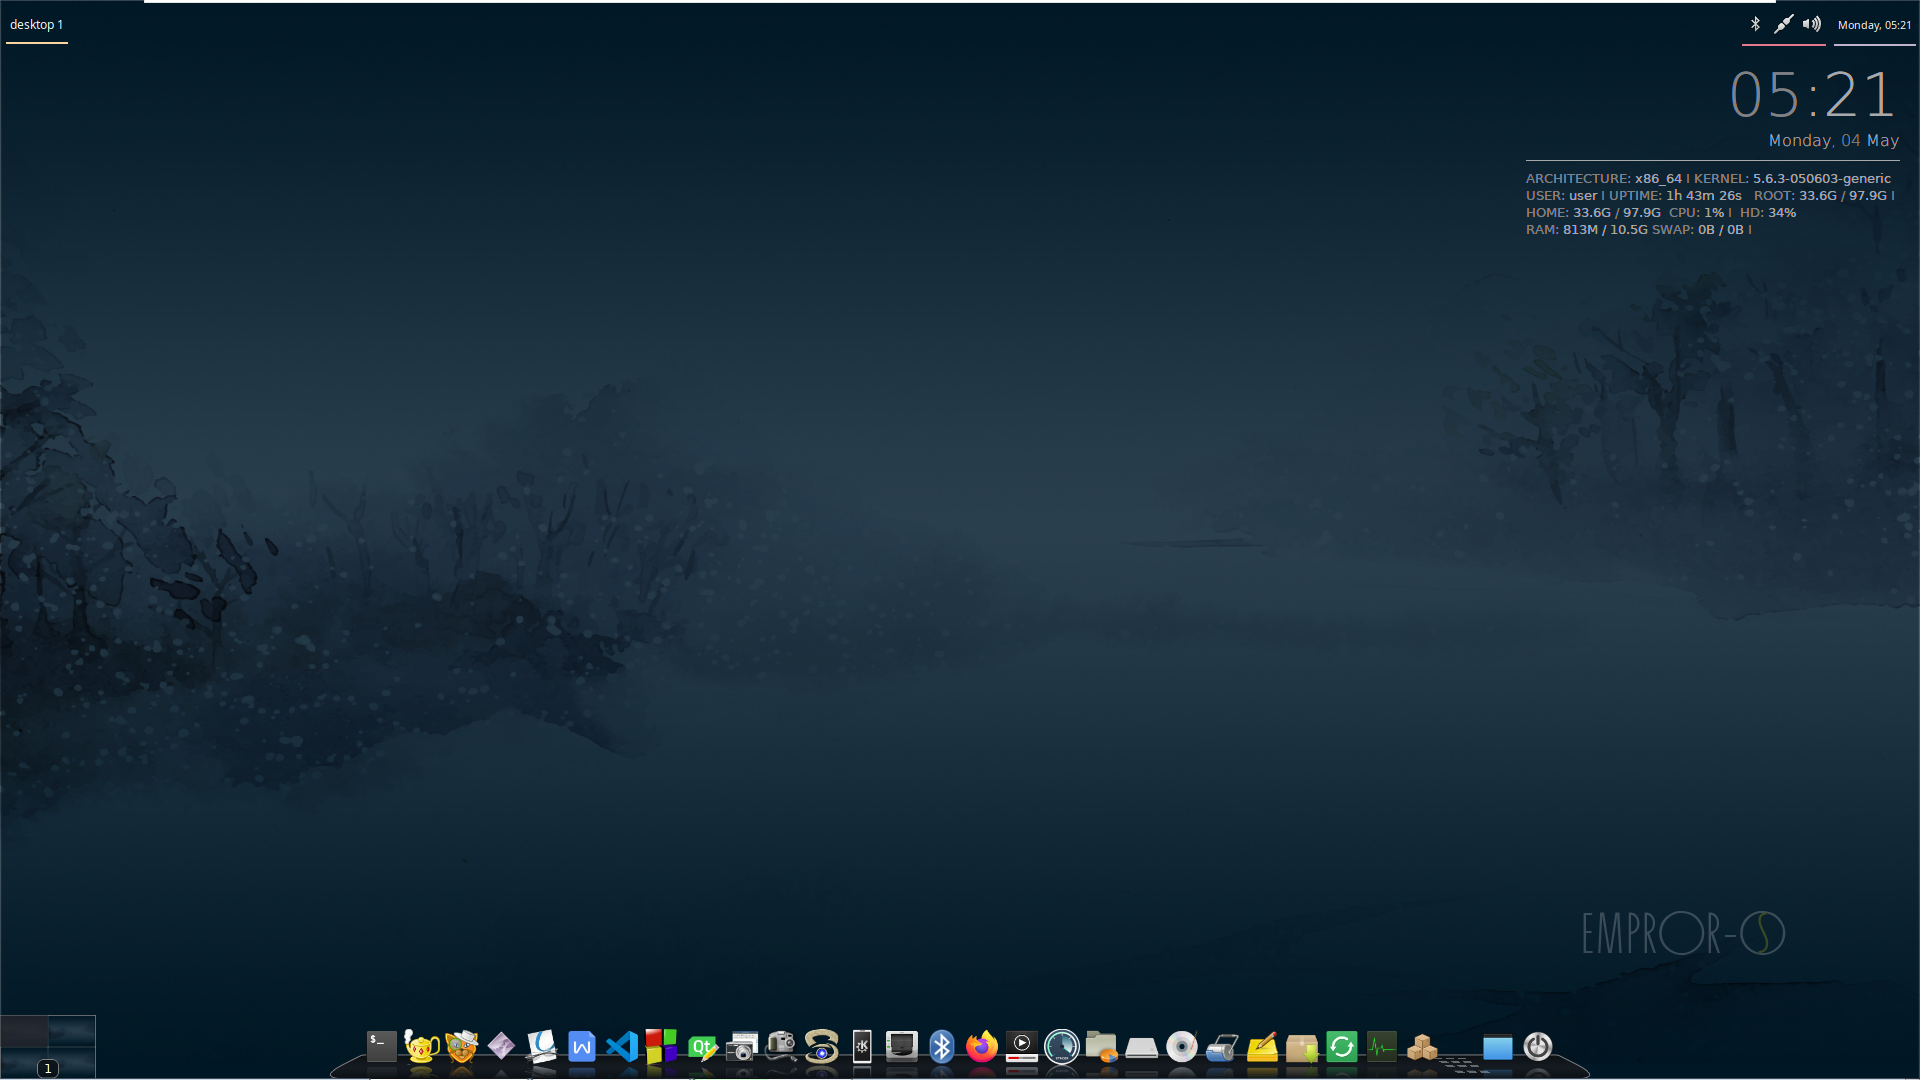 desktop 1
Monday, 05:21
05:21
Monday, 04 May
ARCHITECTURE: x86_64 | KERNEL: 5.6.3-050603-generic
USER: user | UPTIME: 1h 43m 26s ROOT: 33.6G / 97.9G |
HOME: 33.6G / 97.9G CPU: 1% | HD: 34%
RAM: 813M / 10.5G SWAP: 0B / 0B |
EMPROR-OS
$_
W
Qt
K
1